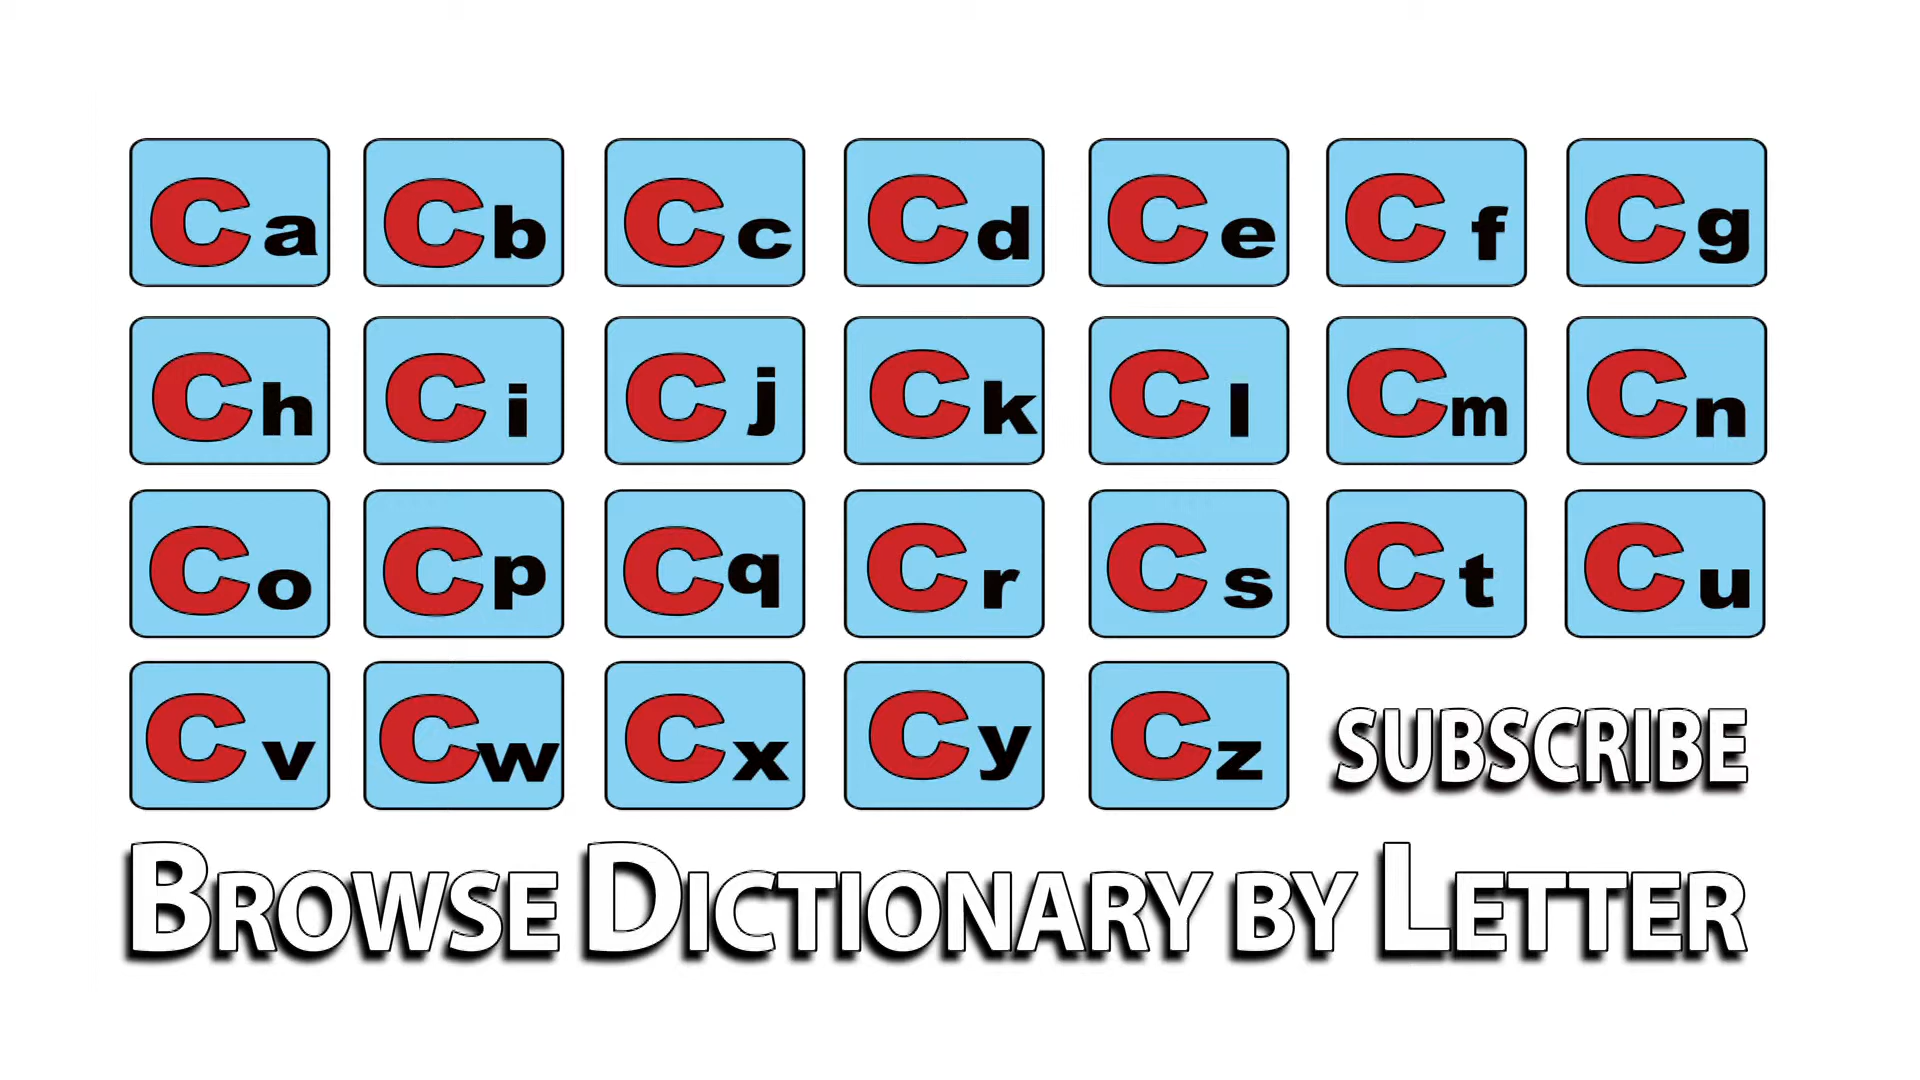 Ca Cb Cc Cd Ce Cf Cg
Ch Ci Cj Ck Cl Cm Cn
Co Cp Cq Cr Cs Ct Cu
Cv Cw Cx Cy Cz SUBSCRIBE
BROWSE DICTIONARY BY LETTER